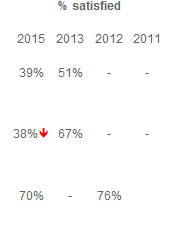 % satisfied
2015 2013 2012 2011
39% 51% - -
38% 67% - -
70% - 76%